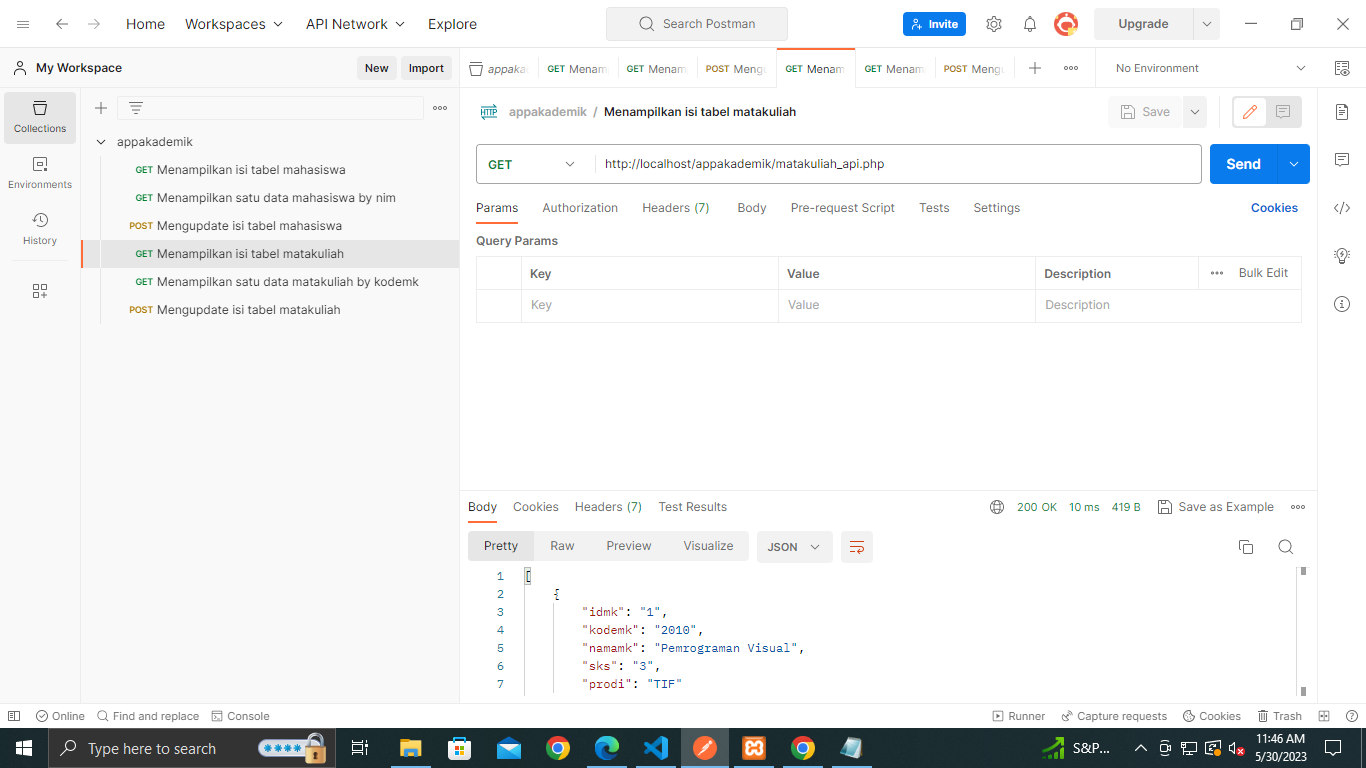 Home Workspaces API Network Explore Search Postman Invite Upgrade
My Workspace New Import appaka GET Menam GET Menam POST Mengu GET Menam GET Menam POST Mengu No Environment
Collections
Environments
History
appakademik
GET Menampilkan isi tabel mahasiswa
GET Menampilkan satu data mahasiswa by nim
POST Mengupdate isi tabel mahasiswa
GET Menampilkan isi tabel matakuliah
GET Menampilkan satu data matakuliah by kodemk
POST Mengupdate isi tabel matakuliah
HTTP appakademik / Menampilkan isi tabel matakuliah Save
GET http://localhost/appakademik/matakuliah_api.php Send
Params Authorization Headers (7) Body Pre-request Script Tests Settings Cookies
Query Params
Key Value Description Bulk Edit
Key Value Description
Body Cookies Headers (7) Test Results 200 OK 10 ms 419 B Save as Example
Pretty Raw Preview Visualize JSON
1 [
2 {
3 "idmk": "1",
4 "kodemk": "2010",
5 "namamk": "Pemrograman Visual",
6 "sks": "3",
7 "prodi": "TIF"
Online Find and replace Console Runner Capture requests Cookies Trash
Type here to search S&P... 11:46 AM
5/30/2023